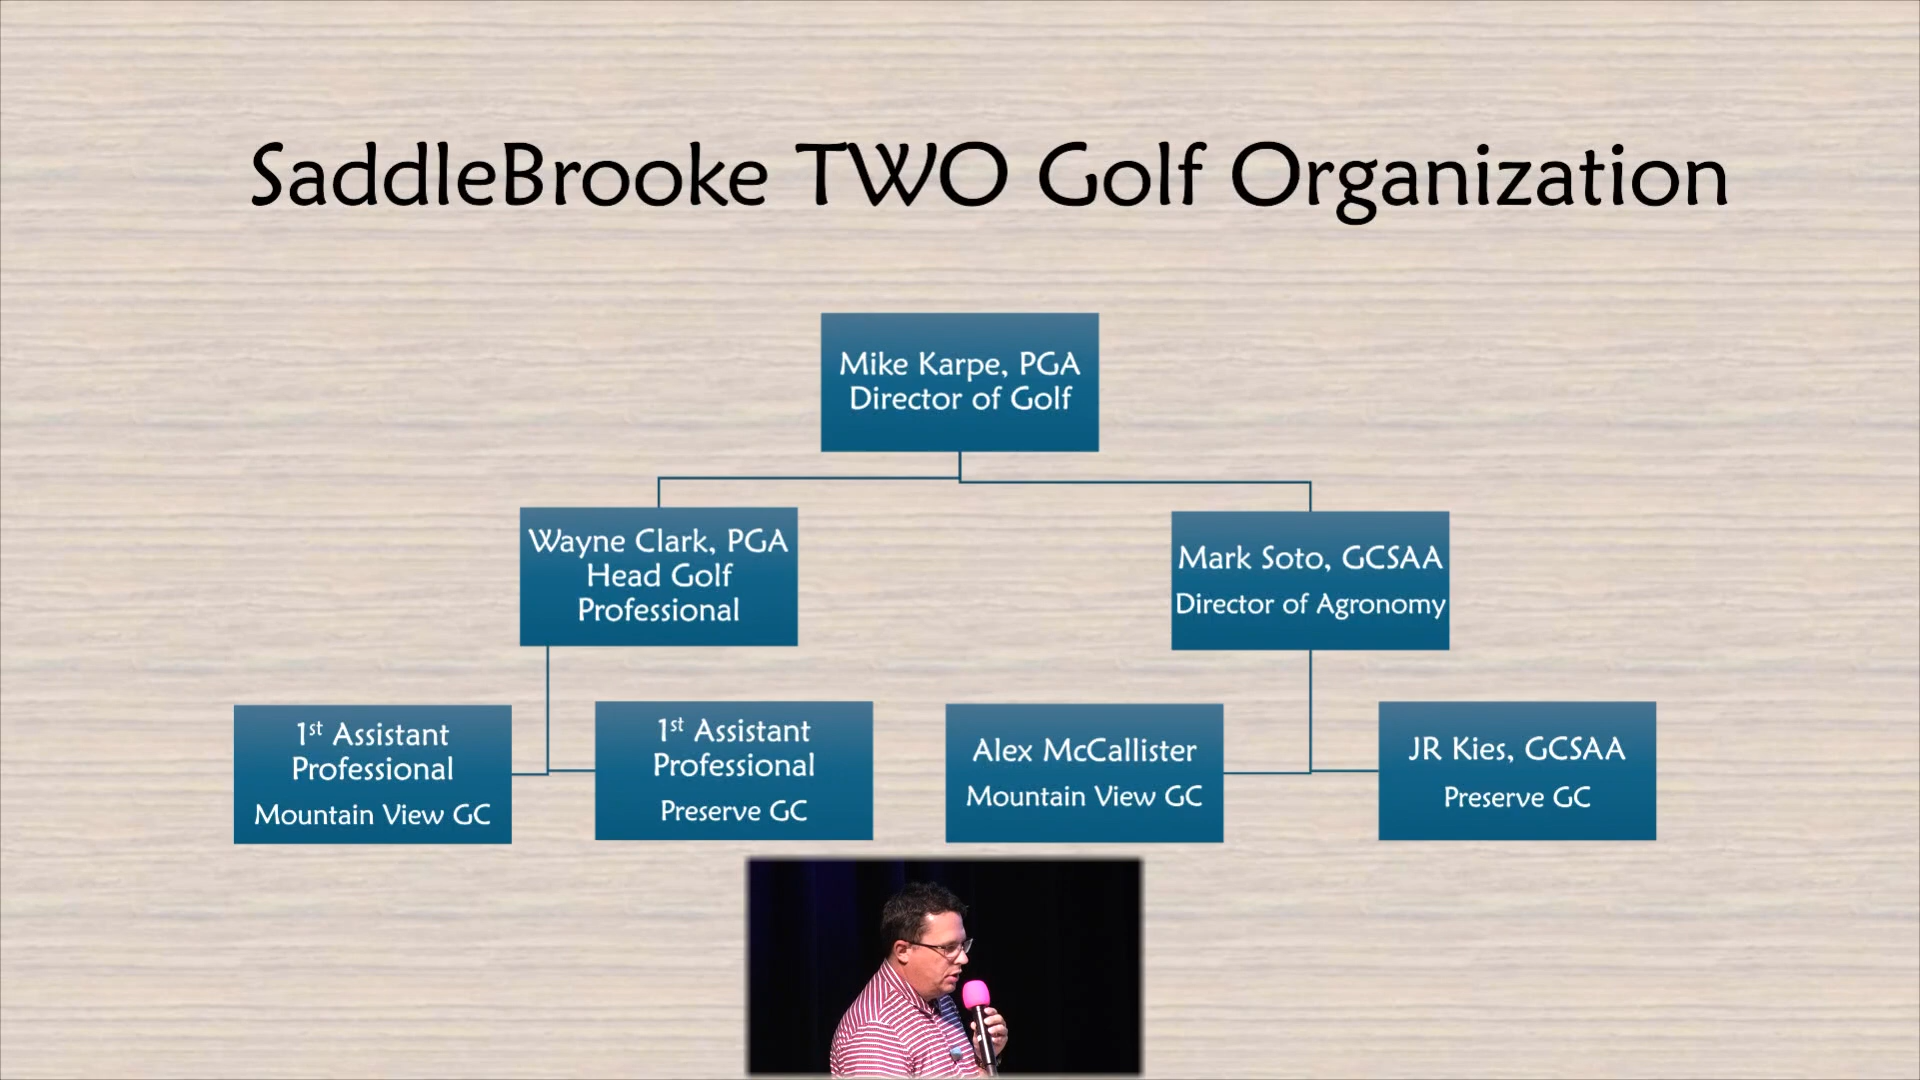 SaddleBrooke TWO Golf Organization
Mike Karpe, PGA
Director of Golf
Wayne Clark, PGA
Head Golf
Professional
Mark Soto, GCSAA
Director of Agronomy
1st Assistant
Professional
Mountain View GC
1st Assistant
Professional
Preserve GC
Alex McCallister
Mountain View GC
JR Kies, GCSAA
Preserve GC